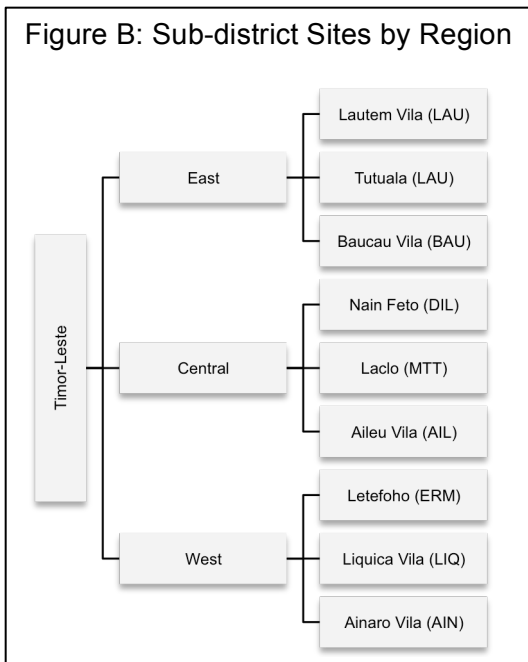 Figure B: Sub-district Sites by Region
Timor-Leste
East
Lautem Vila (LAU)
Tutuala (LAU)
Baucau Vila (BAU)
Central
Nain Feto (DIL)
Laclo (MTT)
Aileu Vila (AIL)
West
Letefoho (ERM)
Liquica Vila (LIQ)
Ainaro Vila (AIN)